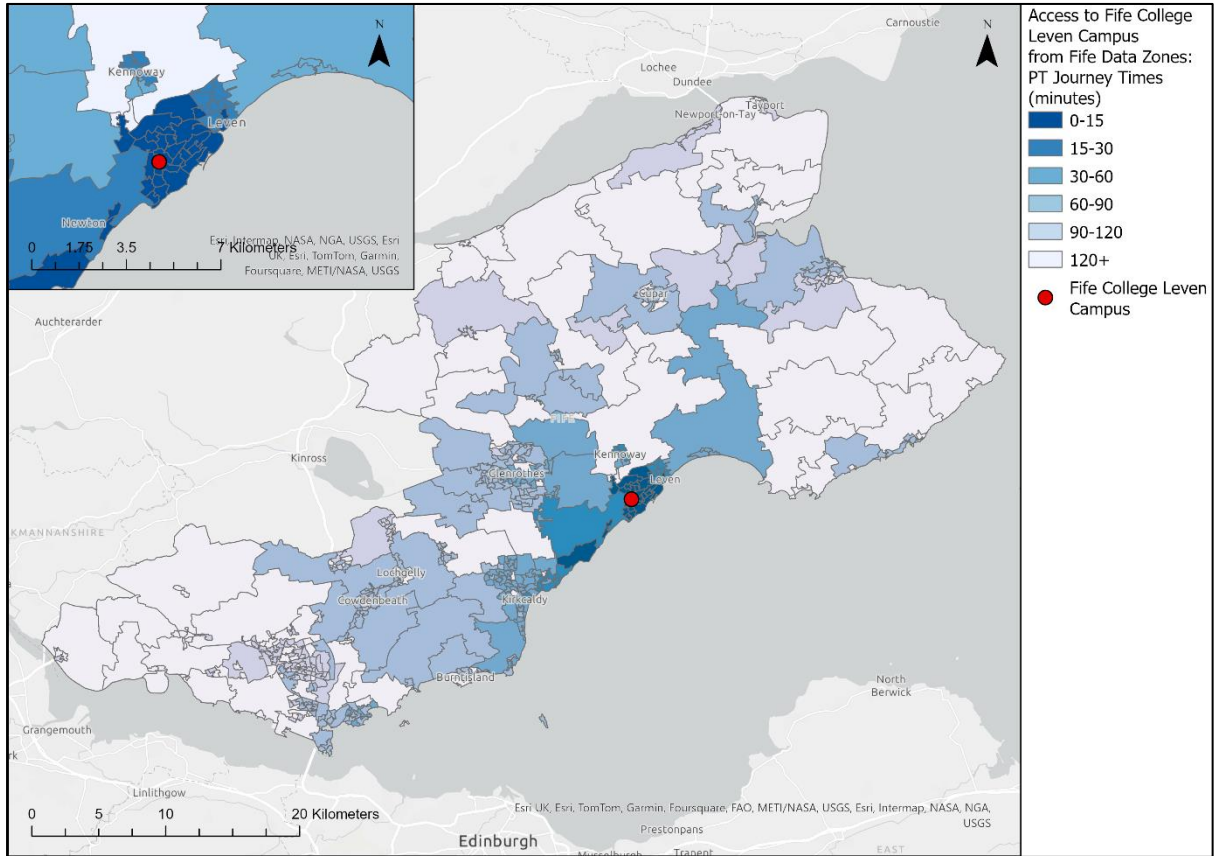 N
Kennoway
Leven
Newton
0 1.75 3.5 7 Kilometers
Esri, Intermap, NASA, NGA, USGS, Esri
UK, Esri, TomTom, Garmin,
Foursquare, METI/NASA, USGS
Carnoustie
N
Lochee
Dundee
Tayport
Newport-on-Tay
Auchterarder
Cupar
FIFE
Kinross
Kennoway
Glenrothes
Leven
KMANNANSHIRE
Lochgelly
Cowdenbeath
Kirkcaldy
Burntisland
North
Berwick
Grangemouth
rk
Linlithgow
0 5 10 20 Kilometers
Esri UK, Esri, TomTom, Garmin, Foursquare, FAO, METI/NASA, USGS, Esri, Intermap, NASA, NGA,
USGS
Prestonpans
Edinburgh
Musselburgh
Tranent
EAST
Access to Fife College
Leven Campus
from Fife Data Zones:
PT Journey Times
(minutes)
0-15
15-30
30-60
60-90
90-120
120+
Fife College Leven
Campus